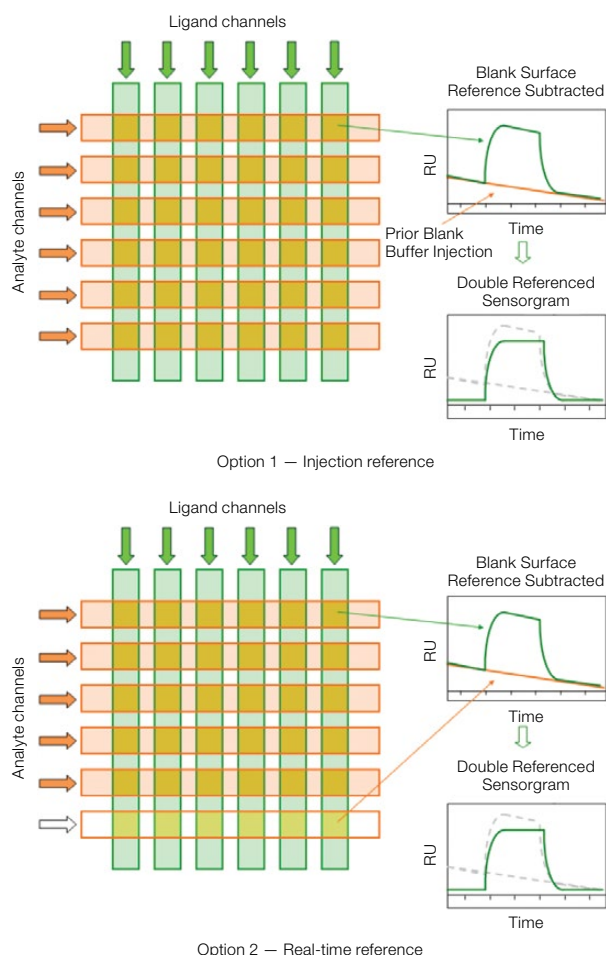 Ligand channels
Analyte channels
Blank Surface
Reference Subtracted
RU
Time
Prior Blank
Buffer Injection
Double Referenced
Sensorgram
RU
Time
Option 1 — Injection reference
Ligand channels
Analyte channels
Blank Surface
Reference Subtracted
RU
Time
Double Referenced
Sensorgram
RU
Time
Option 2 — Real-time reference